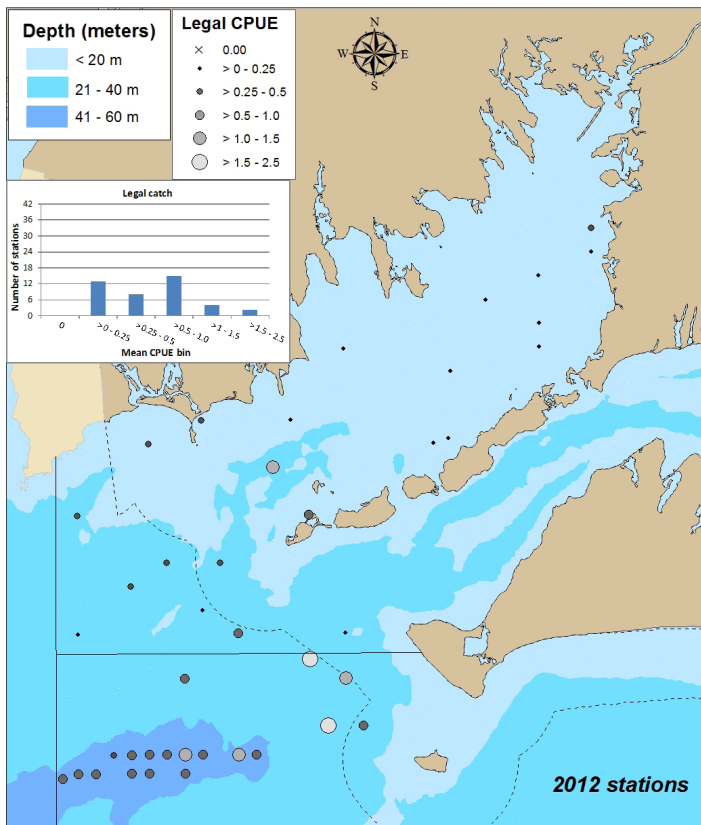 Depth (meters)
< 20 m
21 - 40 m
41 - 60 m
Legal CPUE
0.00
> 0 - 0.25
> 0.25 - 0.5
> 0.5 - 1.0
> 1.0 - 1.5
> 1.5 - 2.5
N
W E
S
Legal catch
Number of stations
42
36
30
24
18
12
6
0
0
>0 - 0.25
>0.25 - 0.5
>0.5 - 1.0
>1 - 1.5
>1.5 - 2.5
Mean CPUE bin
2012 stations